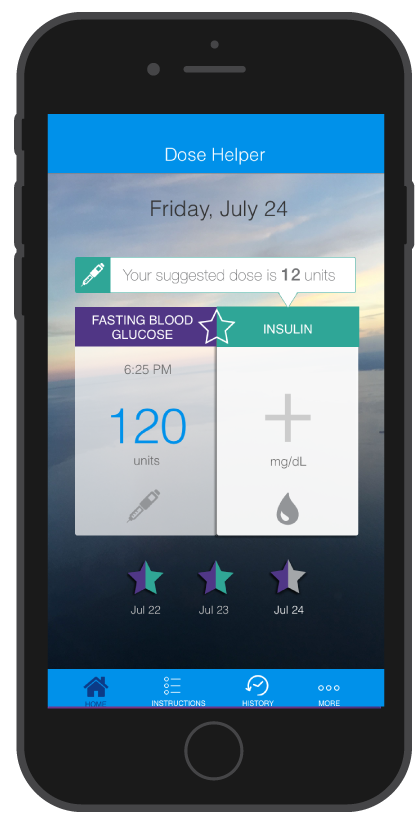 Dose Helper
Friday, July 24
Your suggested dose is 12 units
FASTING BLOOD
GLUCOSE
INSULIN
6:25 PM
120
units
mg/dL
Jul 22
Jul 23
Jul 24
HOME
INSTRUCTIONS
HISTORY
MORE